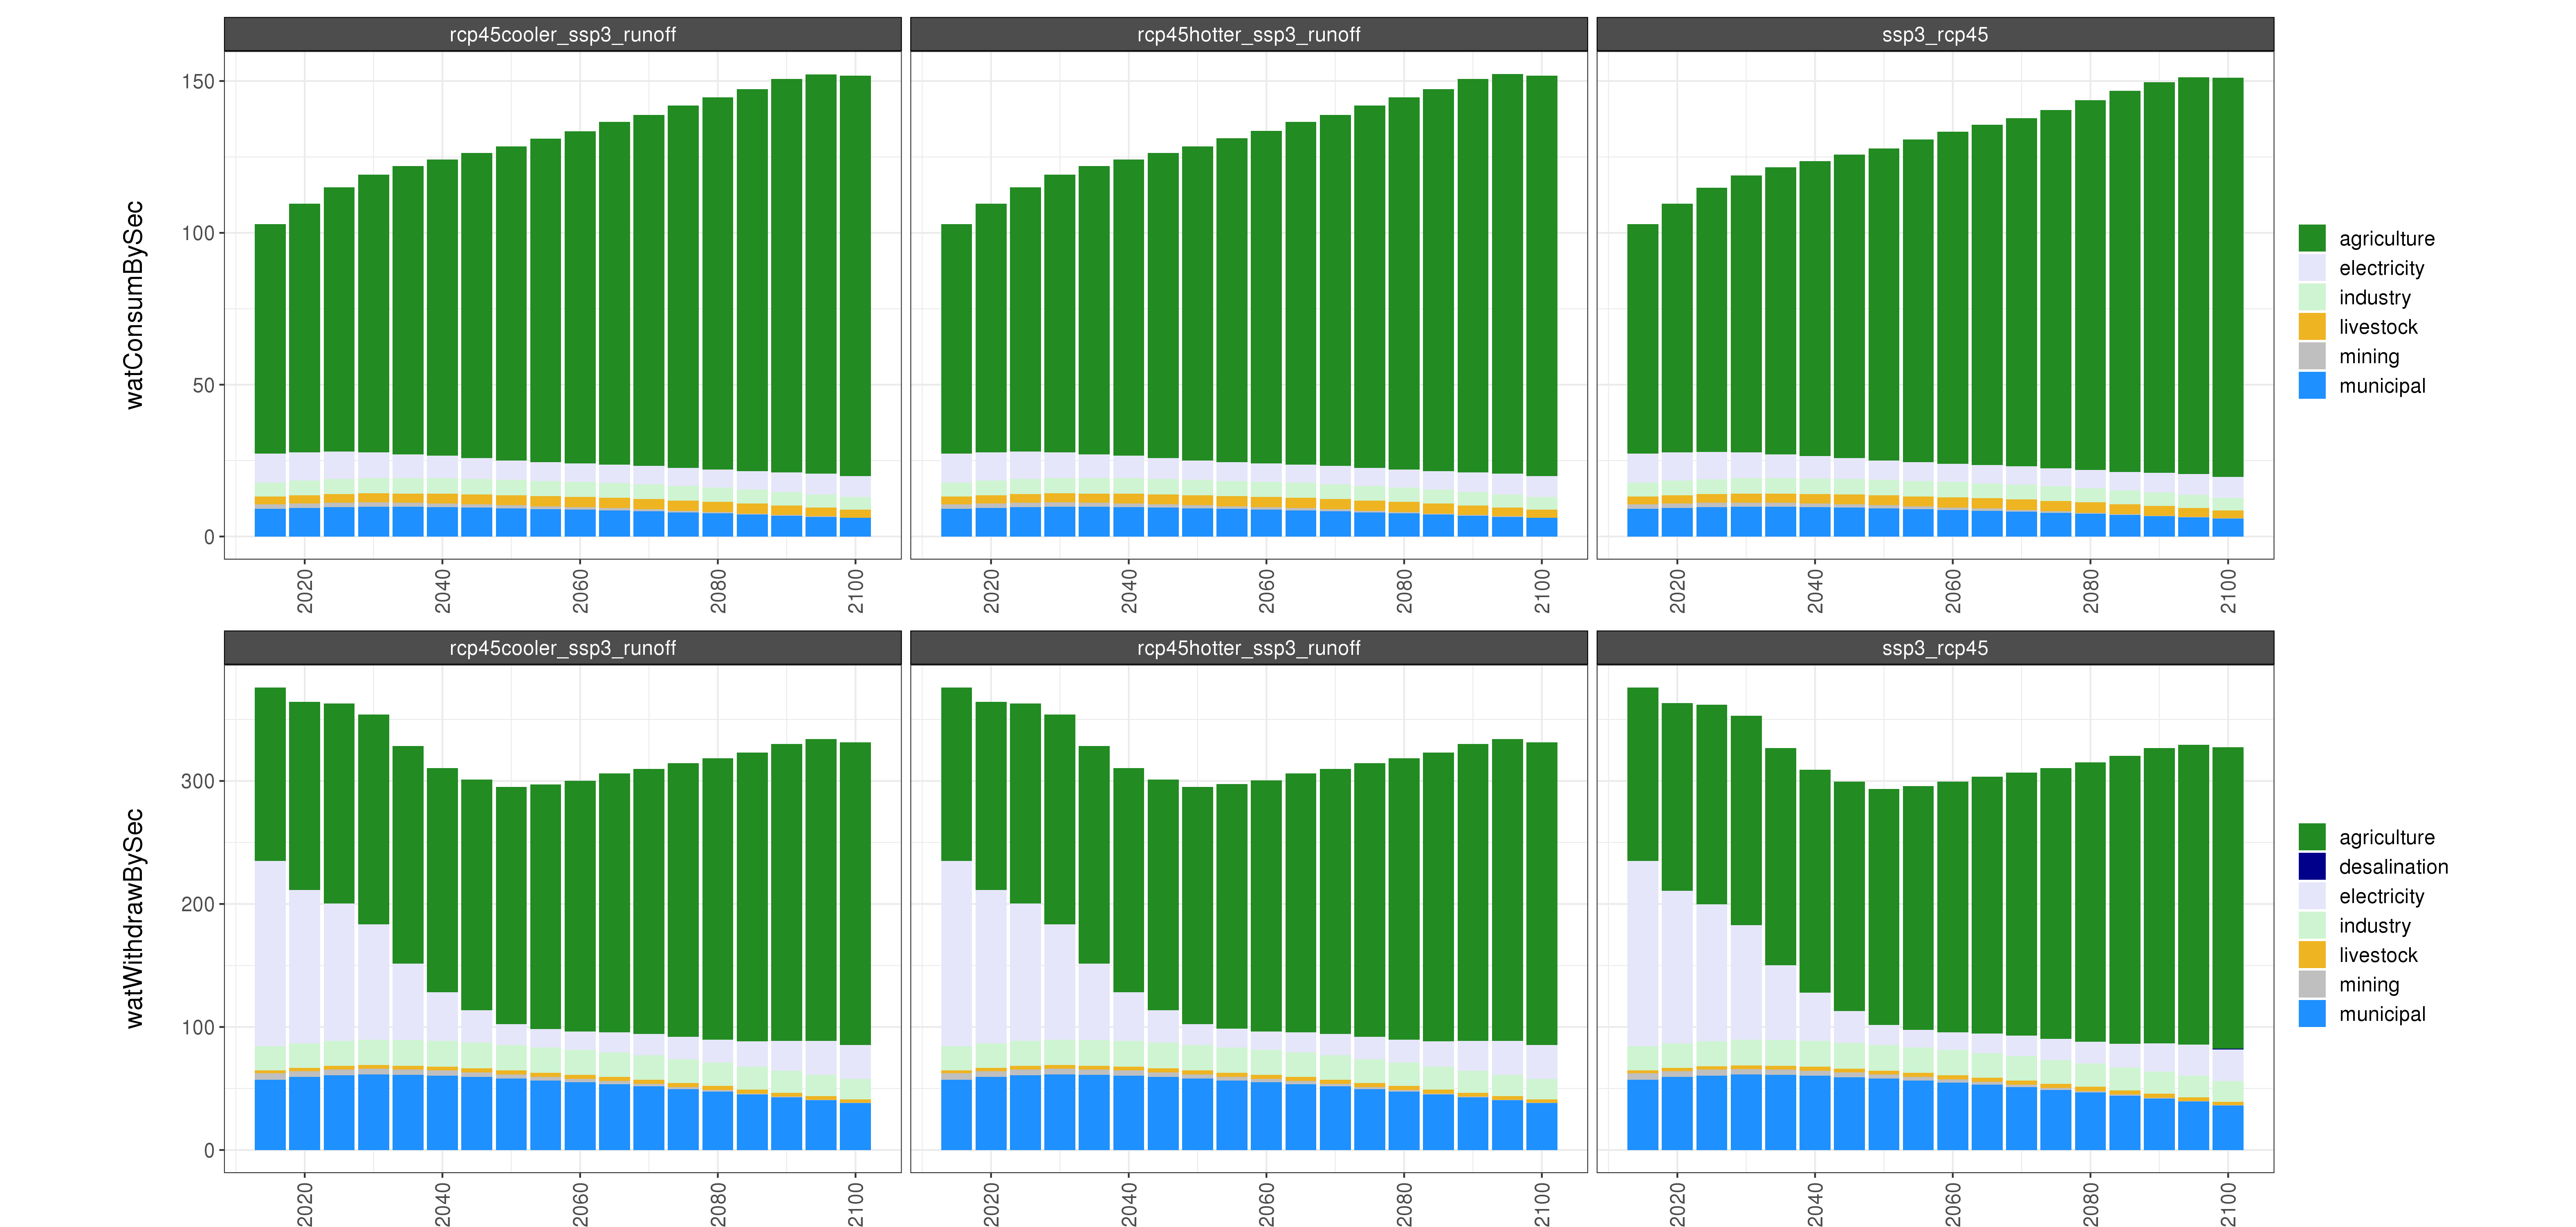 rcp45cooler_ssp3_runoff rcp45hotter_ssp3_runoff ssp3_rcp45
watConsumBySec
150
100
50
0
2020 2040 2060 2080 2100 2020 2040 2060 2080 2100 2020 2040 2060 2080 2100
agriculture
electricity
industry
livestock
mining
municipal
rcp45cooler_ssp3_runoff rcp45hotter_ssp3_runoff ssp3_rcp45
watWithdrawBySec
300
200
100
0
2020 2040 2060 2080 2100 2020 2040 2060 2080 2100 2020 2040 2060 2080 2100
agriculture
desalination
electricity
industry
livestock
mining
municipal